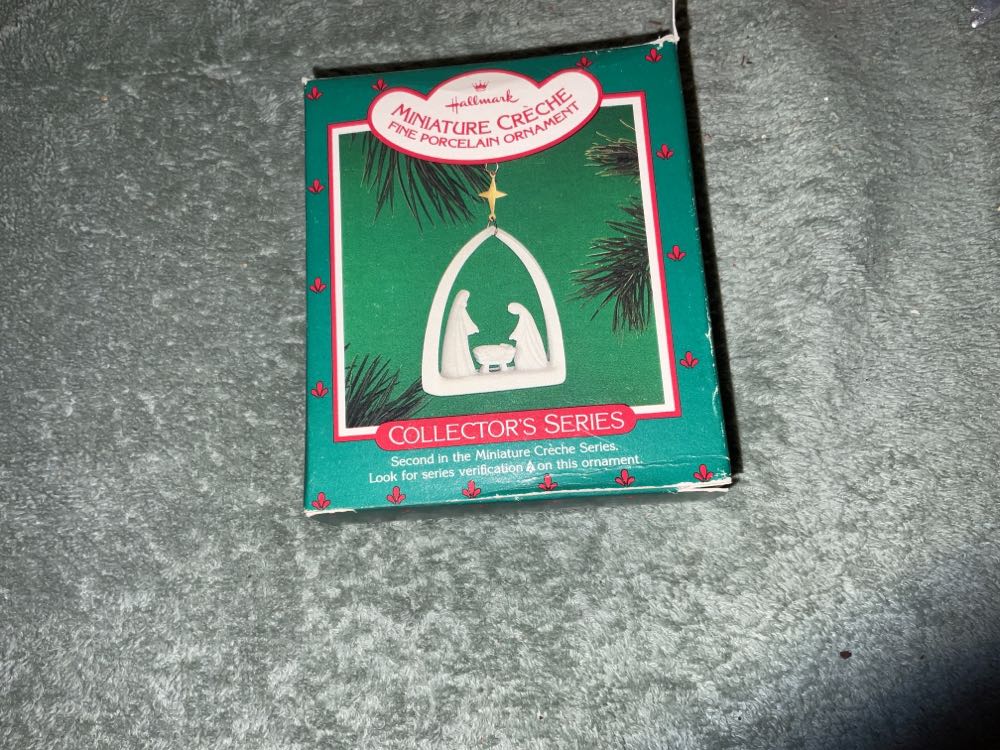 Hallmark
MINIATURE CRÈCHE
FINE PORCELAIN ORNAMENT
COLLECTOR'S SERIES
Second in the Miniature Crèche Series.
Look for series verification on this ornament.